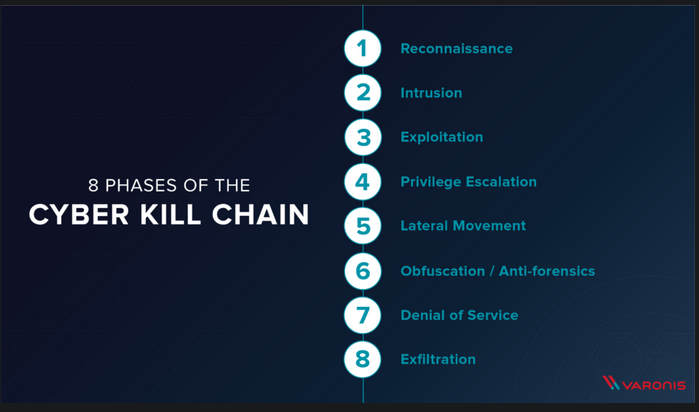 8 PHASES OF THE
CYBER KILL CHAIN
1 Reconnaissance
2 Intrusion
3 Exploitation
4 Privilege Escalation
5 Lateral Movement
6 Obfuscation / Anti-forensics
7 Denial of Service
8 Exfiltration
VARONIS